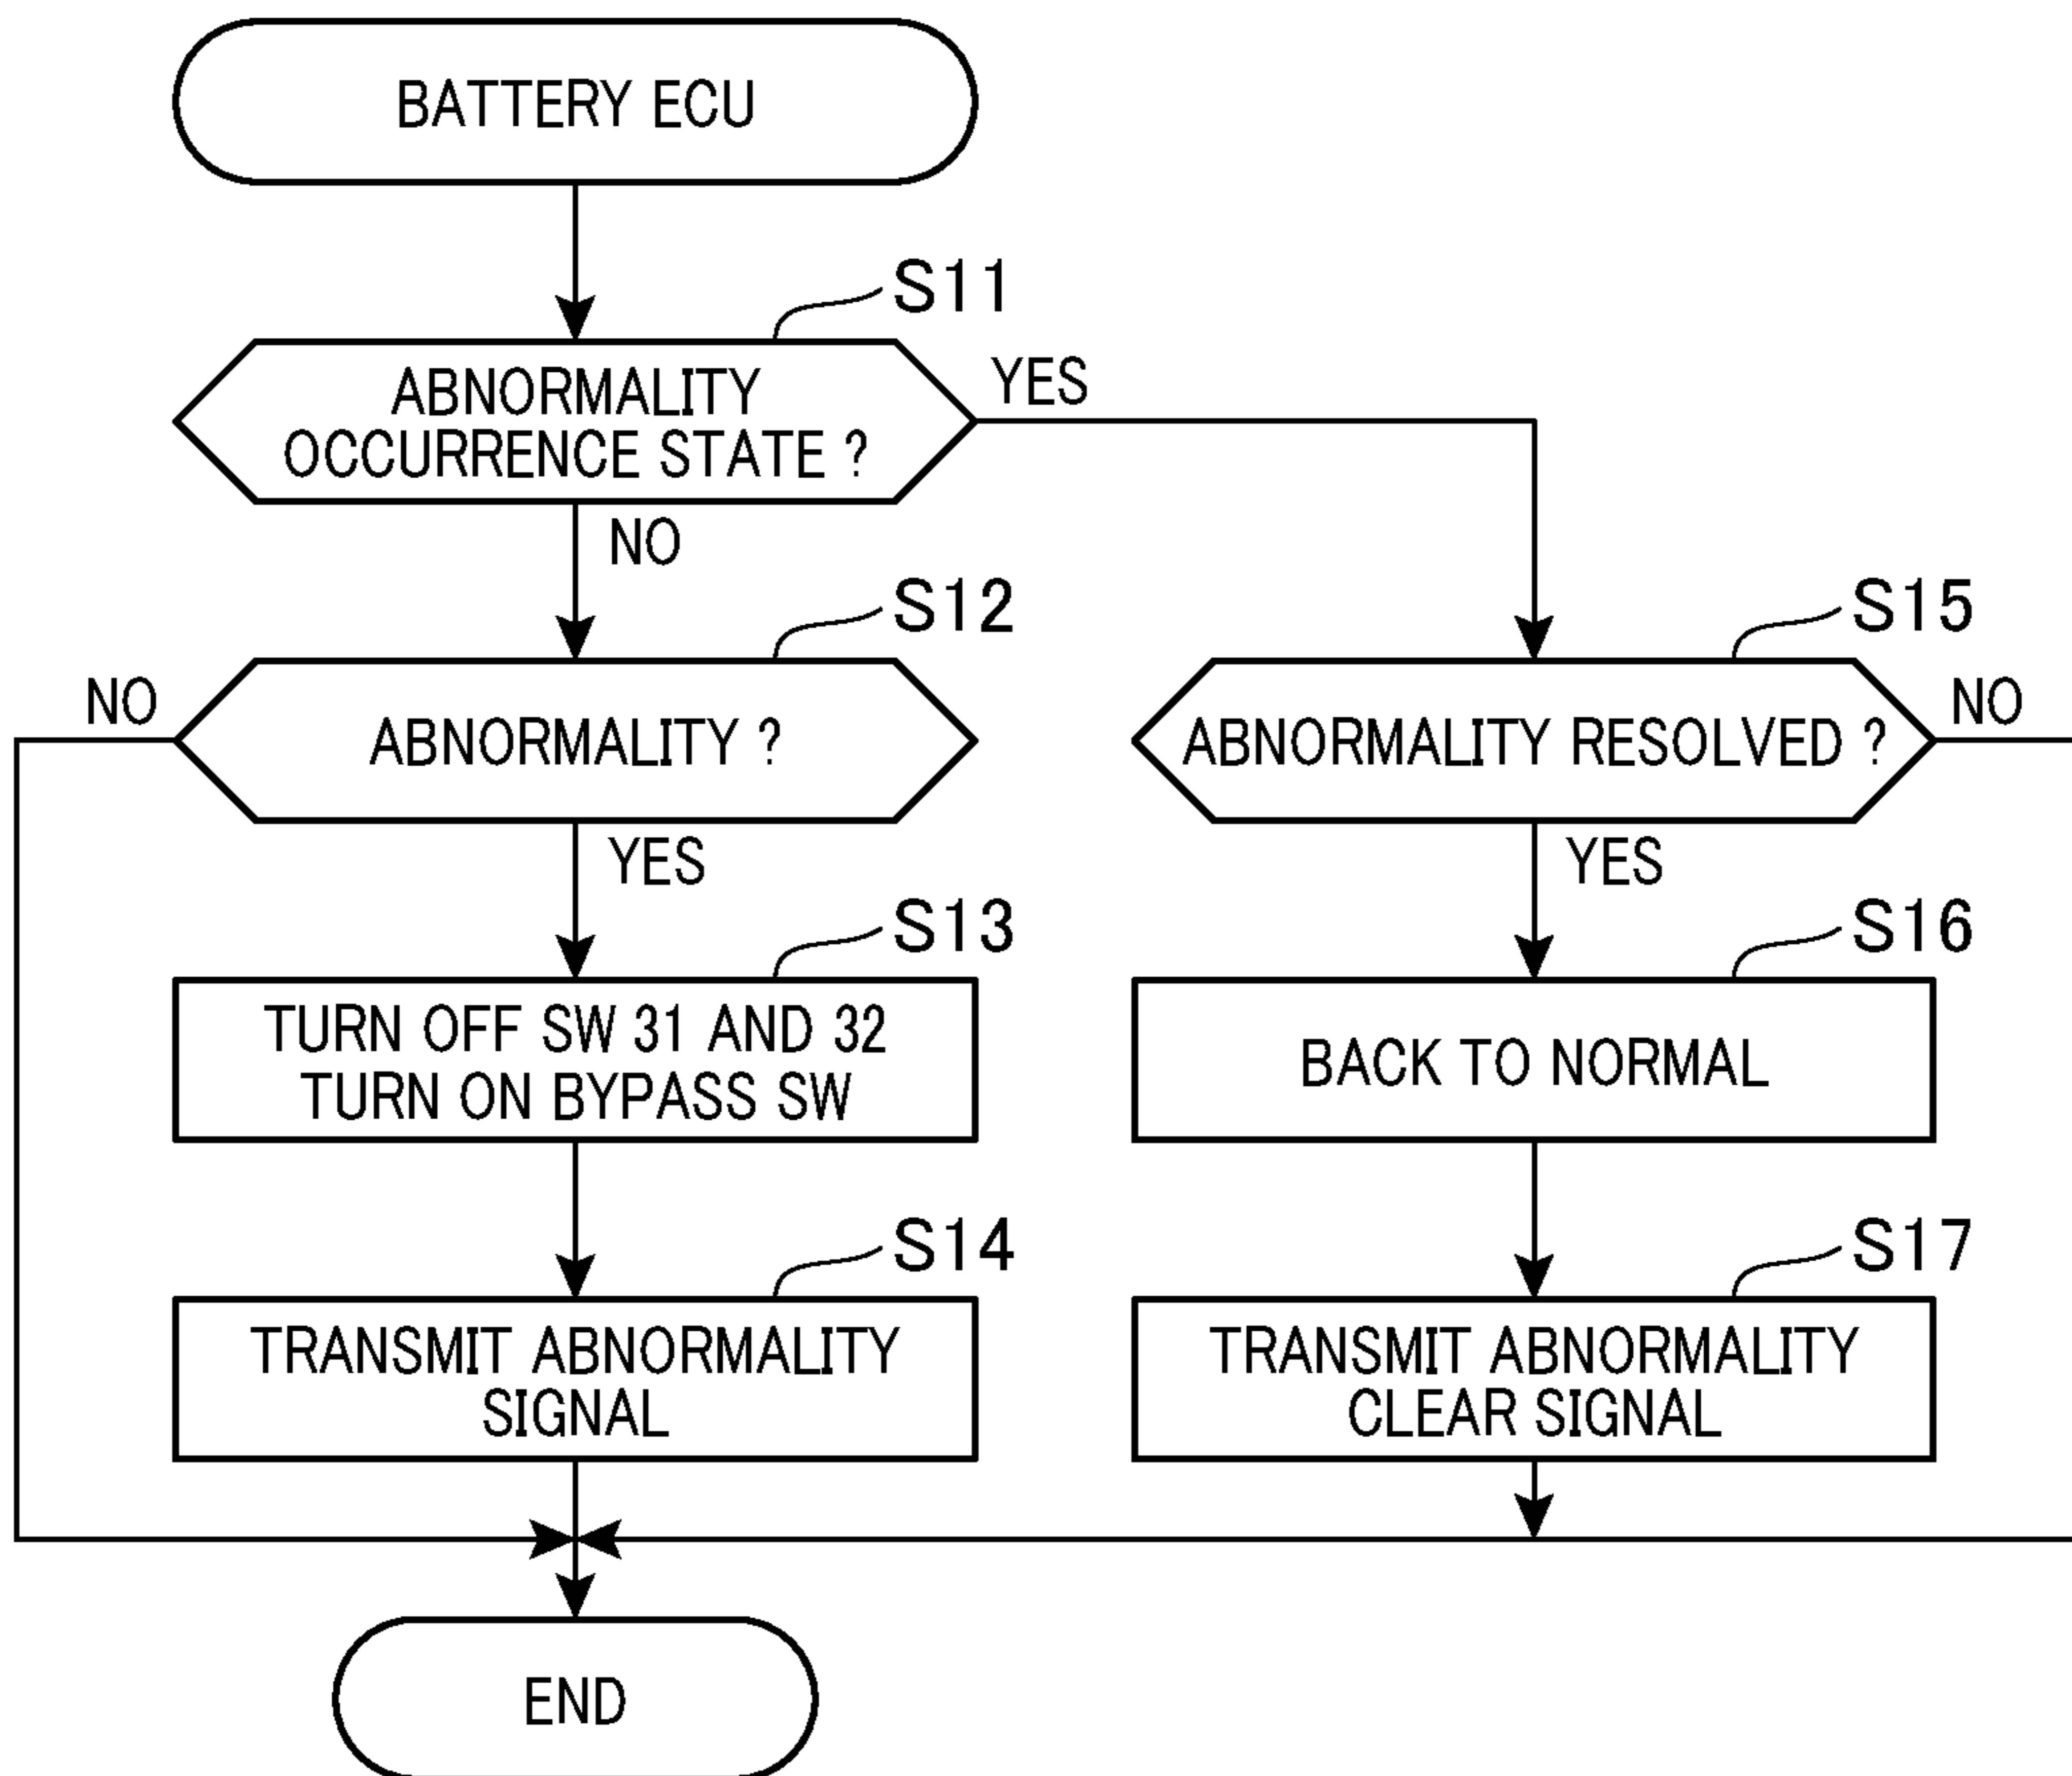 BATTERY ECU
S11
ABNORMALITY
OCCURRENCE STATE ?
YES
NO
S12
NO
ABNORMALITY ?
YES
S13
TURN OFF SW 31 AND 32
TURN ON BYPASS SW
S14
TRANSMIT ABNORMALITY
SIGNAL
S15
ABNORMALITY RESOLVED ?
NO
YES
S16
BACK TO NORMAL
S17
TRANSMIT ABNORMALITY
CLEAR SIGNAL
END